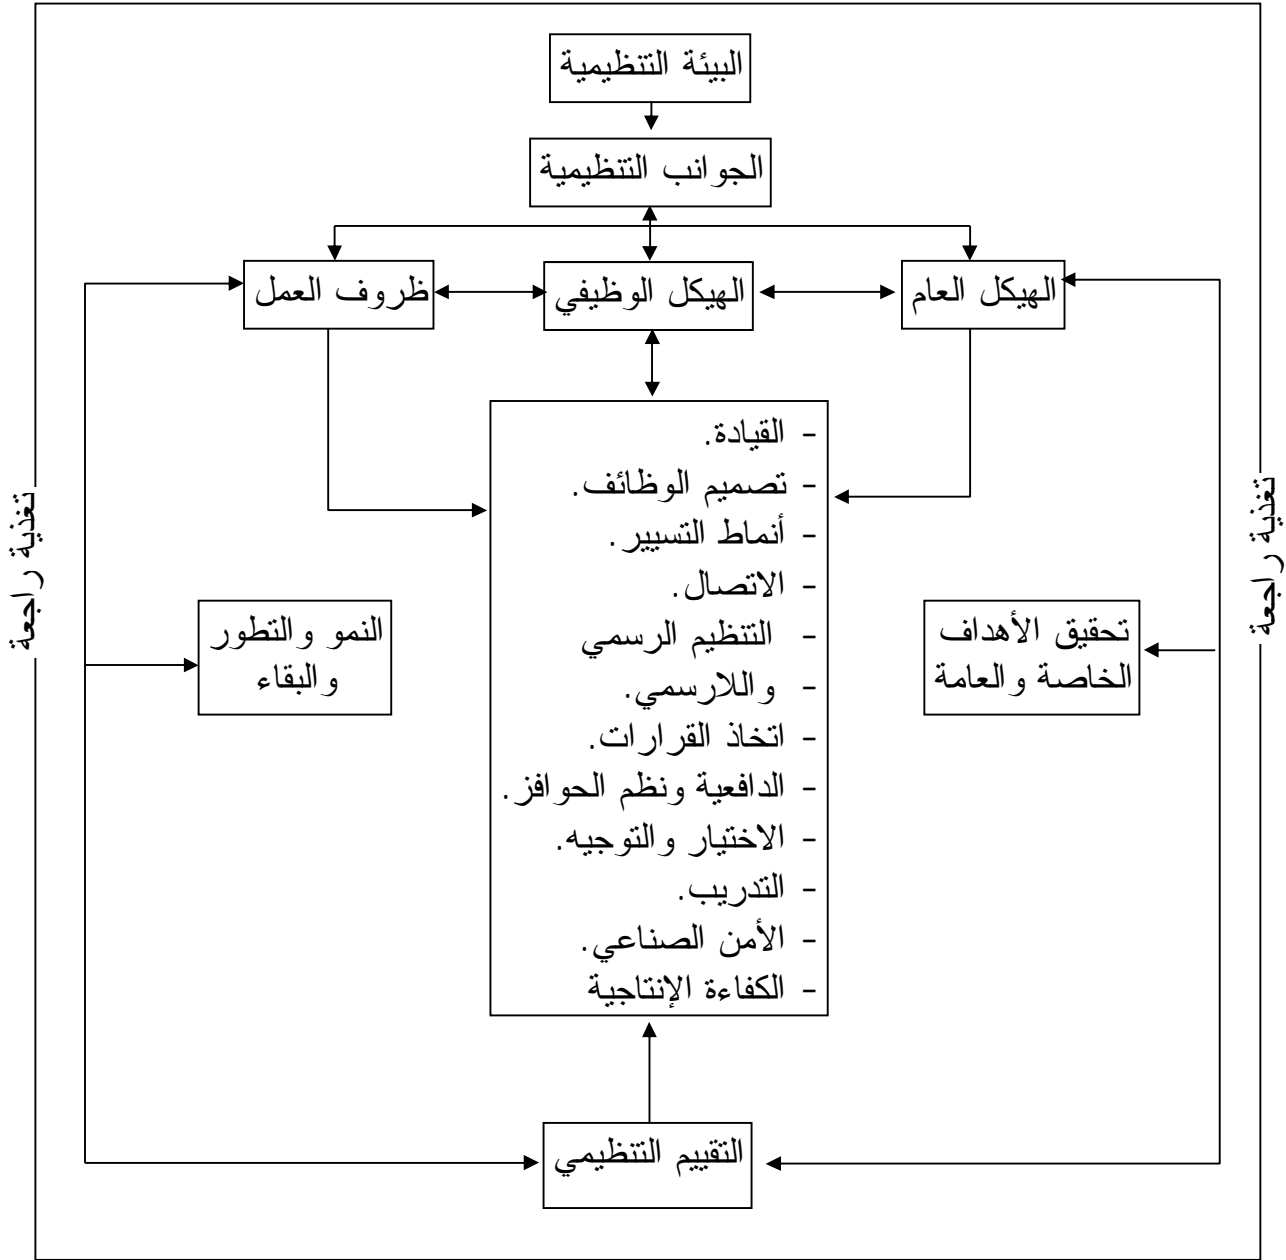 البيئة التنظيمية
الجوانب التنظيمية
الهيكل العام
الهيكل الوظيفي
ظروف العمل
- القيادة.
- تصميم الوظائف.
- أنماط التسيير.
- الاتصال.
- التنظيم الرسمي
- واللارسمي.
- اتخاذ القرارات.
- الدافعية ونظم الحوافز.
- الاختيار والتوجيه.
- التدريب.
- الأمن الصناعي.
- الكفاءة الإنتاجية
تغذية راجعة
تغذية راجعة
تحقيق الأهداف
الخاصة والعامة
النمو والتطور
والبقاء
التقييم التنظيمي